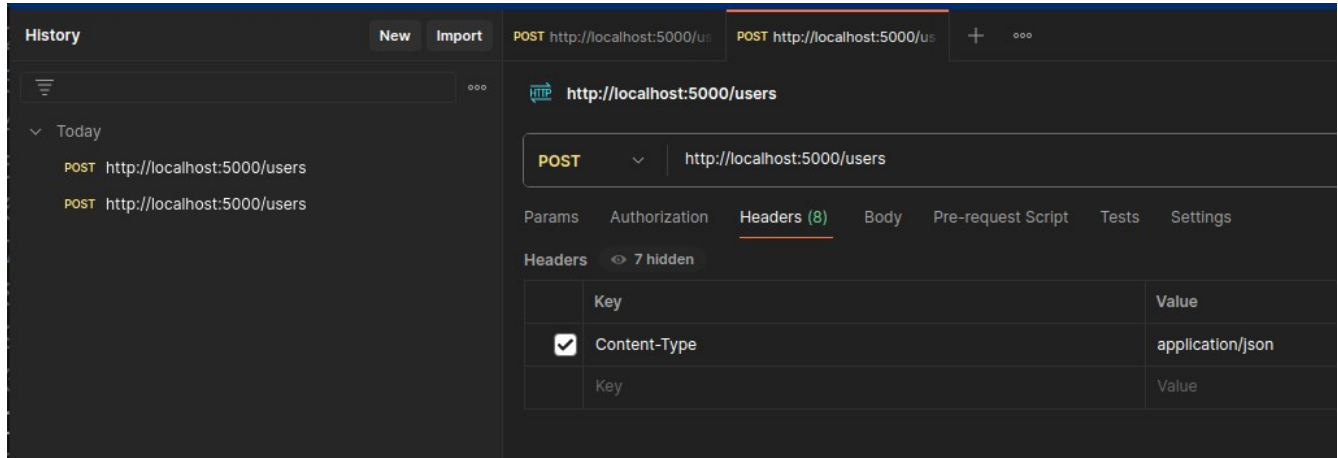 History
New Import
Today
POST http://localhost:5000/users
POST http://localhost:5000/users
POST http://localhost:5000/us POST http://localhost:5000/us
HTTP http://localhost:5000/users
POST http://localhost:5000/users
Params Authorization Headers (8) Body Pre-request Script Tests Settings
Headers 7 hidden
Key Value
Content-Type application/json
Key Value